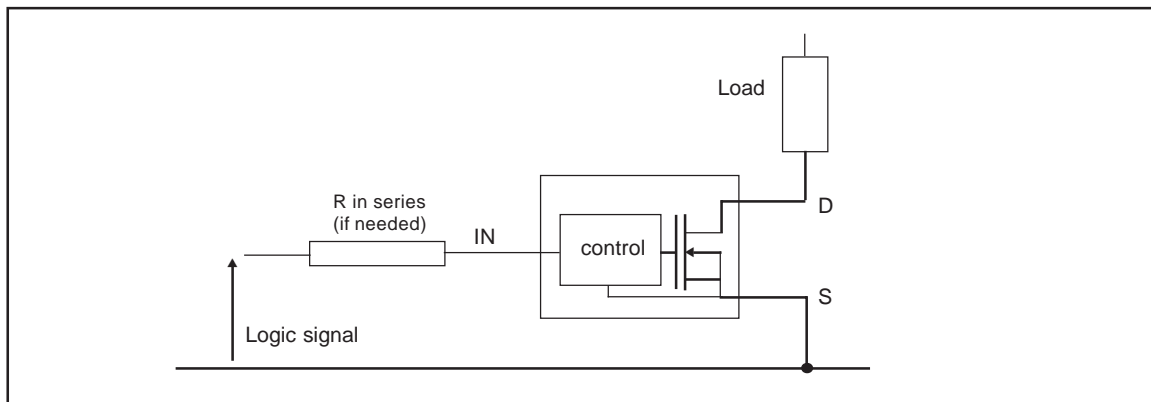 Load
R in series
(if needed)
IN
D
control
S
Logic signal